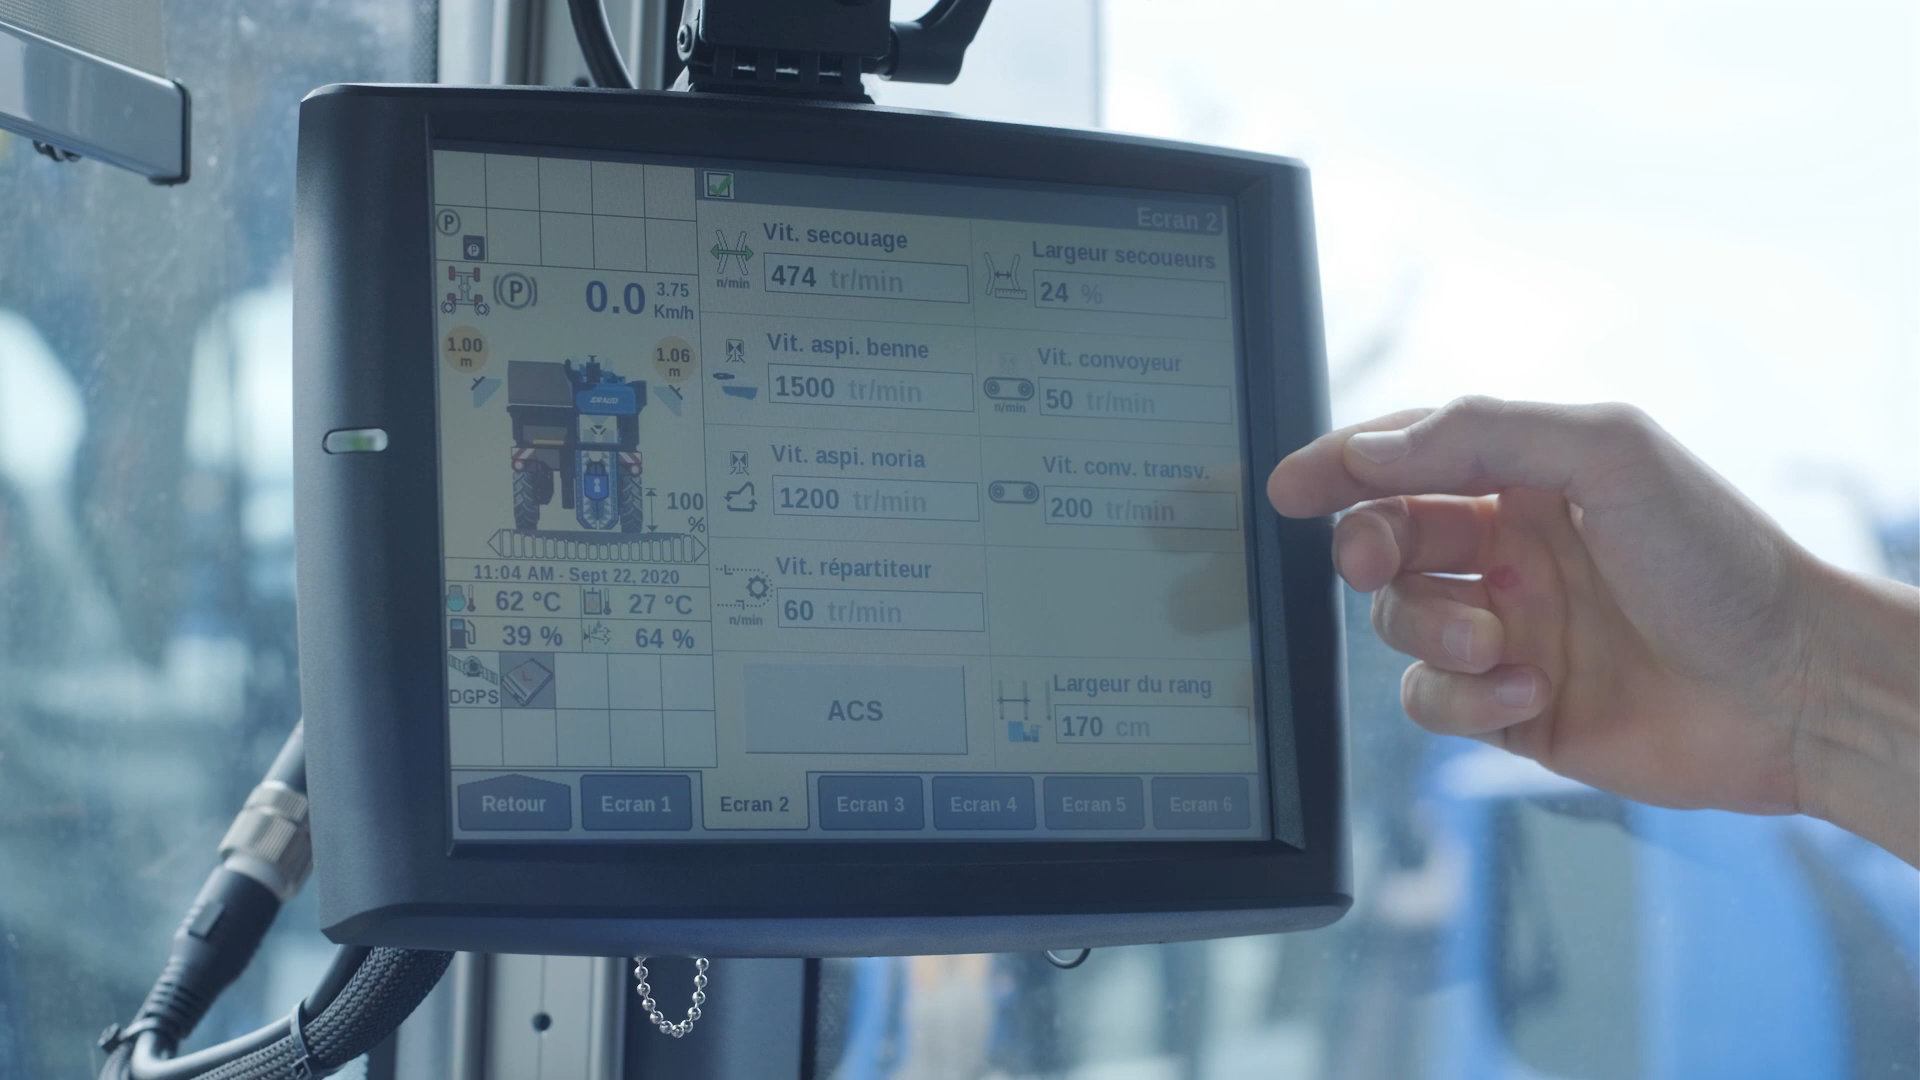 Ecran 2
P
P
P
0.0
3.75
Km/h
1.00
m
1.06
m
BRAUD
100
%
11:04 AM - Sept 22, 2020
62 °C
27 °C
39 %
64 %
DGPS
Vit. secouage
n/min
474 tr/min
Largeur secoueurs
24 %
Vit. aspi. benne
1500 tr/min
Vit. convoyeur
n/min
50 tr/min
Vit. aspi. noria
1200 tr/min
Vit. conv. transv.
200 tr/min
Vit. répartiteur
n/min
60 tr/min
ACS
Largeur du rang
170 cm
Retour
Ecran 1
Ecran 2
Ecran 3
Ecran 4
Ecran 5
Ecran 6